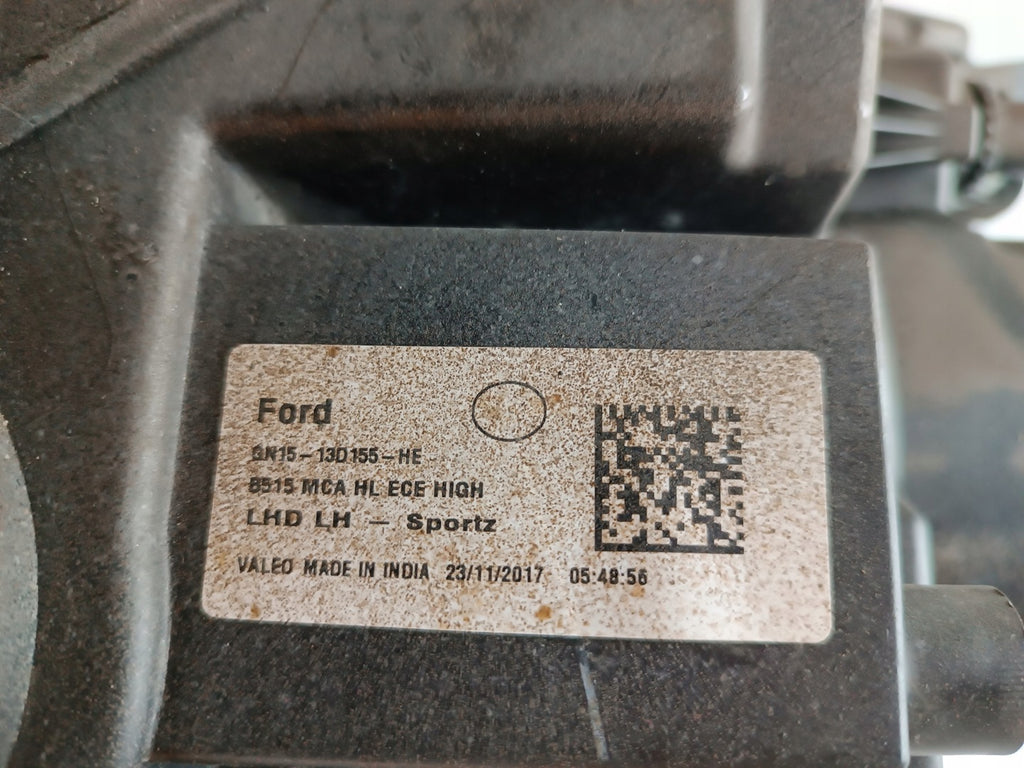 Ford
GN15-13D155-HE
B515 MCA HL ECE HIGH
LHD LH - Sportz
VALEO MADE IN INDIA 23/11/2017 05:48:56